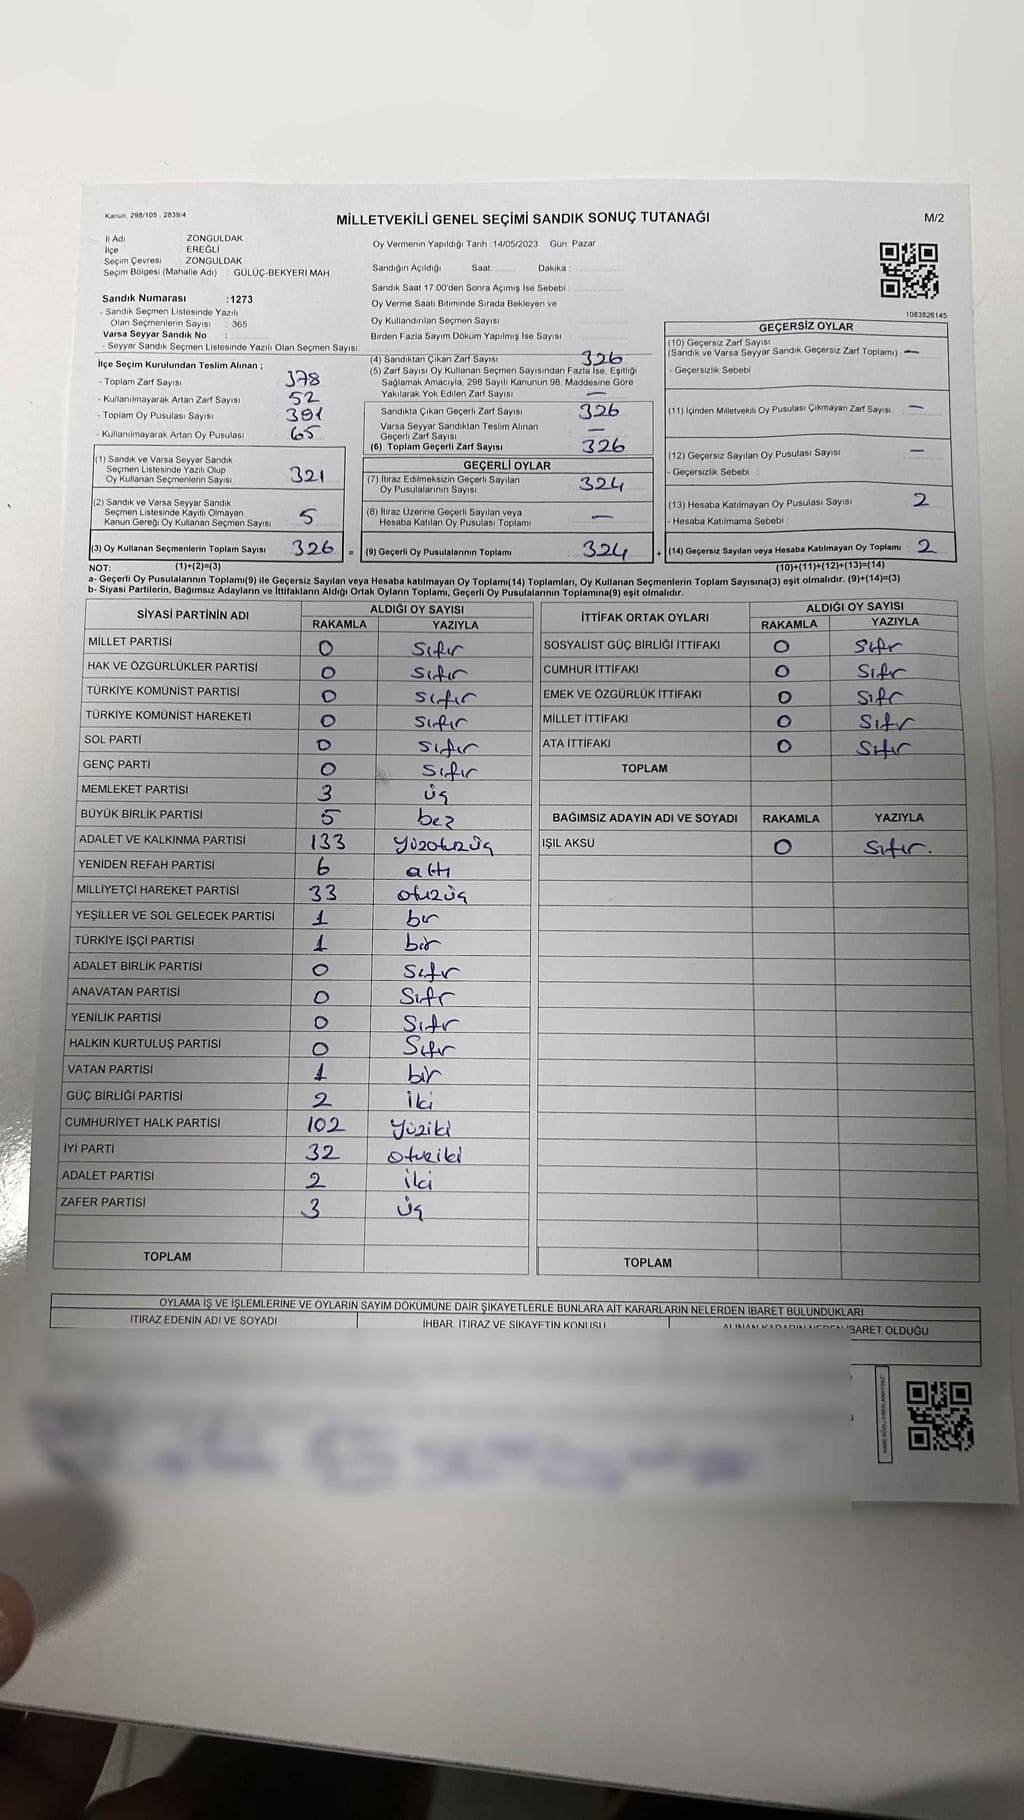 Kanun, 298/105 , 2839/4
MİLLETVEKİLİ GENEL SEÇİMİ SANDIK SONUÇ TUTANAĞI
M/2
İl Adı : ZONGULDAK
İlçe : EREĞLİ
Seçim Çevresi : ZONGULDAK
Seçim Bölgesi (Mahalle Adı) : GÜLÜÇ-BEKYERİ MAH.
Sandık Numarası :1273
- Sandık Seçmen Listesinde Yazılı
Olan Seçmenlerin Sayısı : 365
Varsa Seyyar Sandık No :
- Seyyar Sandık Seçmen Listesinde Yazılı Olan Seçmen Sayısı:
Oy Vermenin Yapıldığı Tarih :14/05/2023 Gün: Pazar
Sandığın Açıldığı Saat: Dakika :
Sandık Saat 17.00'den Sonra Açımış İse Sebebi :
Oy Verme Saati Bitiminde Sırada Bekleyen ve
Oy Kullandırılan Seçmen Sayısı :
Birden Fazla Sayım Döküm Yapılmış İse Sayısı :
1083826145
İlçe Seçim Kurulundan Teslim Alınan ;
- Toplam Zarf Sayısı : 378
- Kullanılmayarak Artan Zarf Sayısı : 52
- Toplam Oy Pusulası Sayısı : 391
- Kullanılmayarak Artan Oy Pusulası : 65
(1) Sandık ve Varsa Seyyar Sandık
Seçmen Listesinde Yazılı Olup
Oy Kullanan Seçmenlerin Sayısı : 321
(2) Sandık ve Varsa Seyyar Sandık
Seçmen Listesinde Kayıtlı Olmayan
Kanun Gereği Oy Kullanan Seçmen Sayısı : 5
(3) Oy Kullanan Seçmenlerin Toplam Sayısı : 326 =
(4) Sandıktan Çıkan Zarf Sayısı : 326
(5) Zarf Sayısı Oy Kullanan Seçmen Sayısından Fazla İse, Eşitliği
Sağlamak Amacıyla, 298 Sayılı Kanunun 98. Maddesine Göre
Yakılarak Yok Edilen Zarf Sayısı : —
Sandıkta Çıkan Geçerli Zarf Sayısı : 326
Varsa Seyyar Sandıktan Teslim Alınan
Geçerli Zarf Sayısı : —
(6) Toplam Geçerli Zarf Sayısı : 326
GEÇERLİ OYLAR
(7) İtiraz Edilmeksizin Geçerli Sayılan
Oy Pusulalarının Sayısı : 324
(8) İtiraz Üzerine Geçerli Sayılan veya
Hesaba Katılan Oy Pusulası Toplamı : —
(9) Geçerli Oy Pusulalarının Toplamı : 324 +
GEÇERSİZ OYLAR
(10) Geçersiz Zarf Sayısı
(Sandık ve Varsa Seyyar Sandık Geçersiz Zarf Toplamı) : —
- Geçersizlik Sebebi :
(11) İçinden Milletvekili Oy Pusulası Çıkmayan Zarf Sayısı : —
(12) Geçersiz Sayılan Oy Pusulası Sayısı : —
- Geçersizlik Sebebi :
(13) Hesaba Katılmayan Oy Pusulası Sayısı : 2
- Hesaba Katılmama Sebebi :
(14) Geçersiz Sayılan veya Hesaba Katılmayan Oy Toplamı : 2
NOT: (1)+(2)=(3) (10)+(11)+(12)+(13)=(14)
a- Geçerli Oy Pusulalarının Toplamı(9) ile Geçersiz Sayılan veya Hesaba katılmayan Oy Toplamı(14) Toplamları, Oy Kullanan Seçmenlerin Toplam Sayısına(3) eşit olmalıdır. (9)+(14)=(3)
b- Siyasi Partilerin, Bağımsız Adayların ve İttifakların Aldığı Ortak Oyların Toplamı, Geçerli Oy Pusulalarının Toplamına(9) eşit olmalıdır.
SİYASİ PARTİNİN ADI ALDIĞI OY SAYISI
RAKAMLA YAZIYLA
MİLLET PARTİSİ 0 sıfır
HAK VE ÖZGÜRLÜKLER PARTİSİ 0 sıfır
TÜRKİYE KOMÜNİST PARTİSİ 0 sıfır
TÜRKİYE KOMÜNİST HAREKETİ 0 sıfır
SOL PARTİ 0 sıfır
GENÇ PARTİ 0 sıfır
MEMLEKET PARTİSİ 3 üç
BÜYÜK BİRLİK PARTİSİ 5 beş
ADALET VE KALKINMA PARTİSİ 133 yüzotuzüç
YENİDEN REFAH PARTİSİ 6 altı
MİLLİYETÇİ HAREKET PARTİSİ 33 otuzüç
YEŞİLLER VE SOL GELECEK PARTİSİ 1 bir
TÜRKİYE İŞÇİ PARTİSİ 1 bir
ADALET BİRLİK PARTİSİ 0 Sıfır
ANAVATAN PARTİSİ 0 Sıfır
YENİLİK PARTİSİ 0 Sıfır
HALKIN KURTULUŞ PARTİSİ 0 Sıfır
VATAN PARTİSİ 1 bir
GÜÇ BİRLİĞİ PARTİSİ 2 iki
CUMHURİYET HALK PARTİSİ 102 yüziki
İYİ PARTİ 32 otuziki
ADALET PARTİSİ 2 iki
ZAFER PARTİSİ 3 üç
TOPLAM
İTTİFAK ORTAK OYLARI ALDIĞI OY SAYISI
RAKAMLA YAZIYLA
SOSYALİST GÜÇ BİRLİĞİ İTTİFAKI 0 sıfır
CUMHUR İTTİFAKI 0 Sıfır
EMEK VE ÖZGÜRLÜK İTTİFAKI 0 Sıfır
MİLLET İTTİFAKI 0 Sıfır
ATA İTTİFAKI 0 Sıfır
TOPLAM
BAĞIMSIZ ADAYIN ADI VE SOYADI RAKAMLA YAZIYLA
IŞIL AKSU 0 Sıfır.
TOPLAM
OYLAMA İŞ VE İŞLEMLERİNE VE OYLARIN SAYIM DÖKÜMÜNE DAİR ŞİKAYETLERLE BUNLARA AİT KARARLARIN NELERDEN İBARET BULUNDUKLARI
İTİRAZ EDENİN ADI VE SOYADI İHBAR, İTİRAZ VE ŞİKAYETİN KONUSU ALINAN KARARIN NEDEN İBARET OLDUĞU
KARE KODU KARALAMAYINIZ